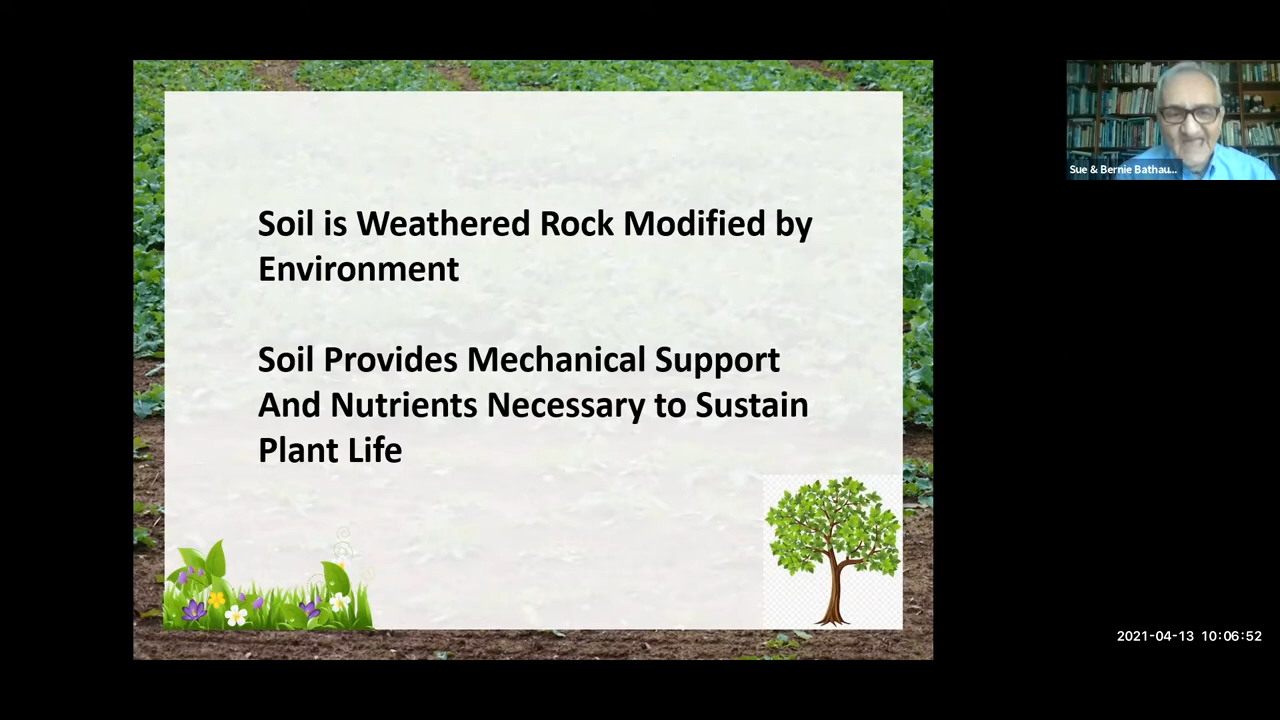 Soil is Weathered Rock Modified by
Environment
Soil Provides Mechanical Support
And Nutrients Necessary to Sustain
Plant Life
Sue & Bernie Bathau...
2021-04-13 10:06:52